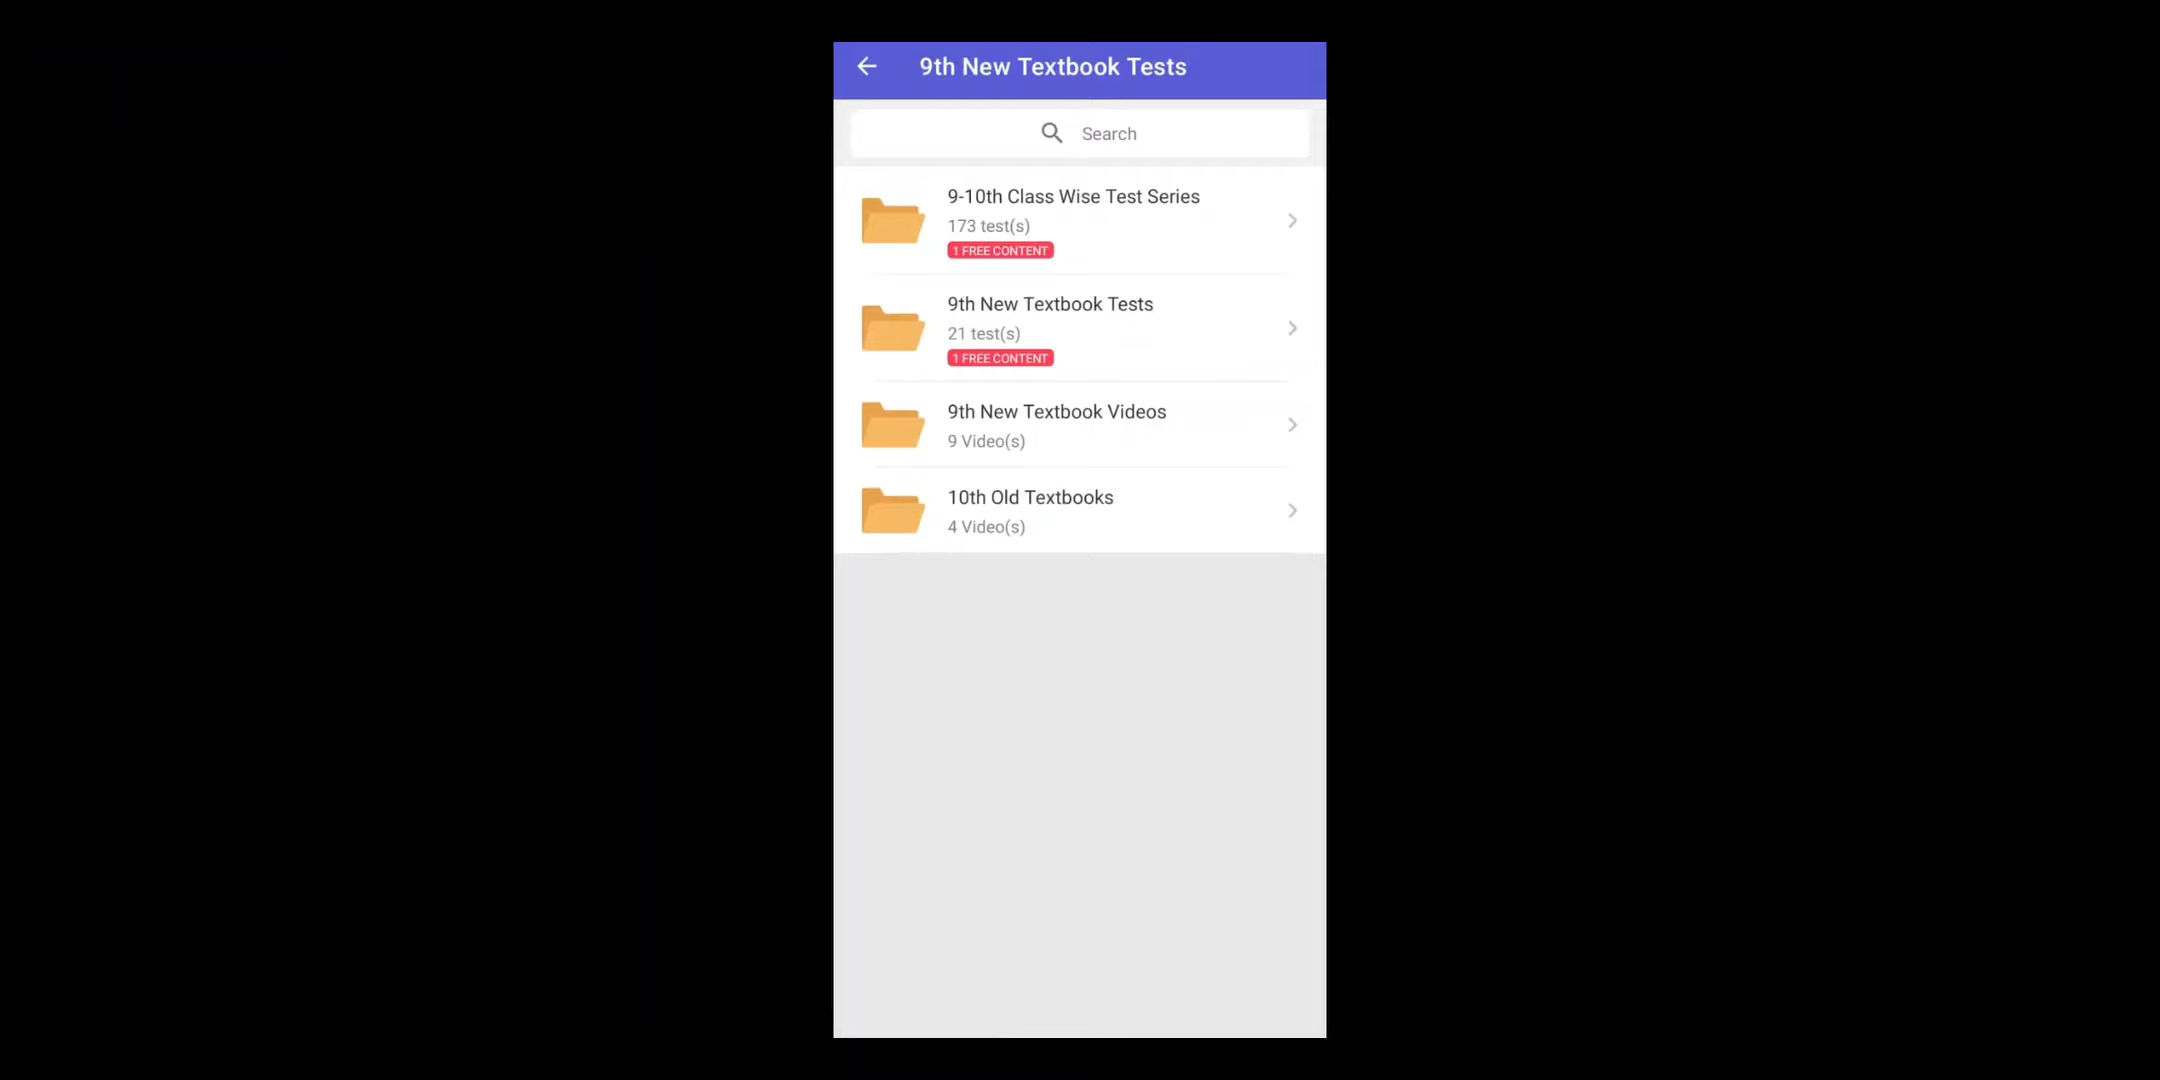 9th New Textbook Tests
Search
9-10th Class Wise Test Series
173 test(s)
1 FREE CONTENT
9th New Textbook Tests
21 test(s)
1 FREE CONTENT
9th New Textbook Videos
9 Video(s)
10th Old Textbooks
4 Video(s)